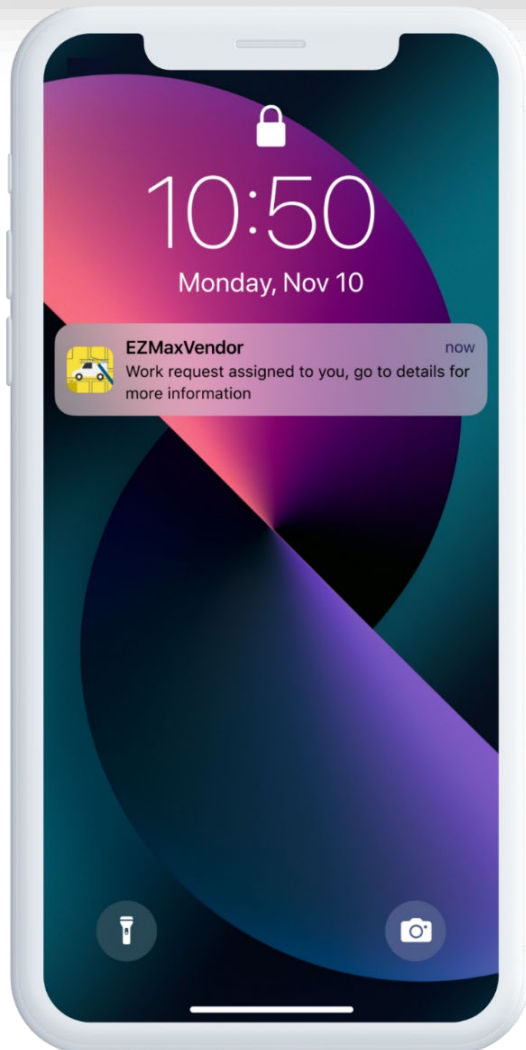 10:50
Monday, Nov 10
EZMaxVendor now
Work request assigned to you, go to details for
more information